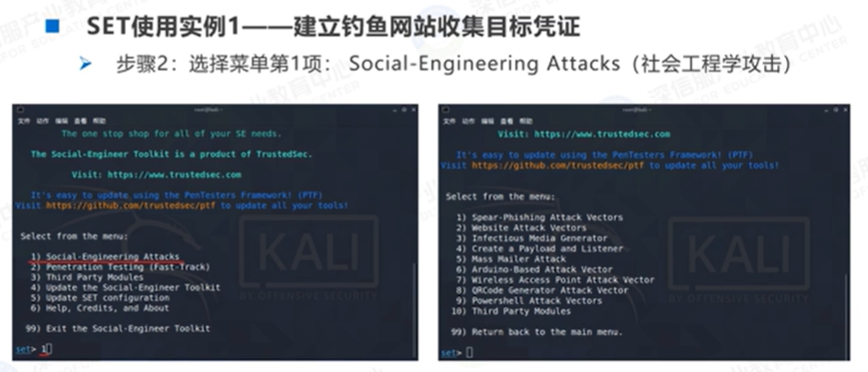 SET使用实例1——建立钓鱼网站收集目标凭证
步骤2：选择菜单第1项： Social-Engineering Attacks（社会工程学攻击）
文件 动作 编辑 查看 帮助
The one stop shop for all of your SE needs.
The Social-Engineer Toolkit is a product of TrustedSec.
Visit: https://www.trustedsec.com
It's easy to update using the PenTesters Framework! (PTF)
Visit https://github.com/trustedsec/ptf to update all your tools!
Select from the menu:
1) Social-Engineering Attacks
2) Penetration Testing (Fast-Track)
3) Third Party Modules
4) Update the Social-Engineer Toolkit
5) Update SET configuration
6) Help, Credits, and About
99) Exit the Social-Engineer Toolkit
set> 1
KALI
BY OFFENSIVE SECURITY
文件 动作 编辑 查看 帮助
Visit: https://www.trustedsec.com
It's easy to update using the PenTesters Framework! (PTF)
Visit https://github.com/trustedsec/ptf to update all your tools!
Select from the menu:
1) Spear-Phishing Attack Vectors
2) Website Attack Vectors
3) Infectious Media Generator
4) Create a Payload and Listener
5) Mass Mailer Attack
6) Arduino-Based Attack Vector
7) Wireless Access Point Attack Vector
8) QRCode Generator Attack Vector
9) Powershell Attack Vectors
10) Third Party Modules
99) Return back to the main menu.
set>
KALI
BY OFFENSIVE SECURITY